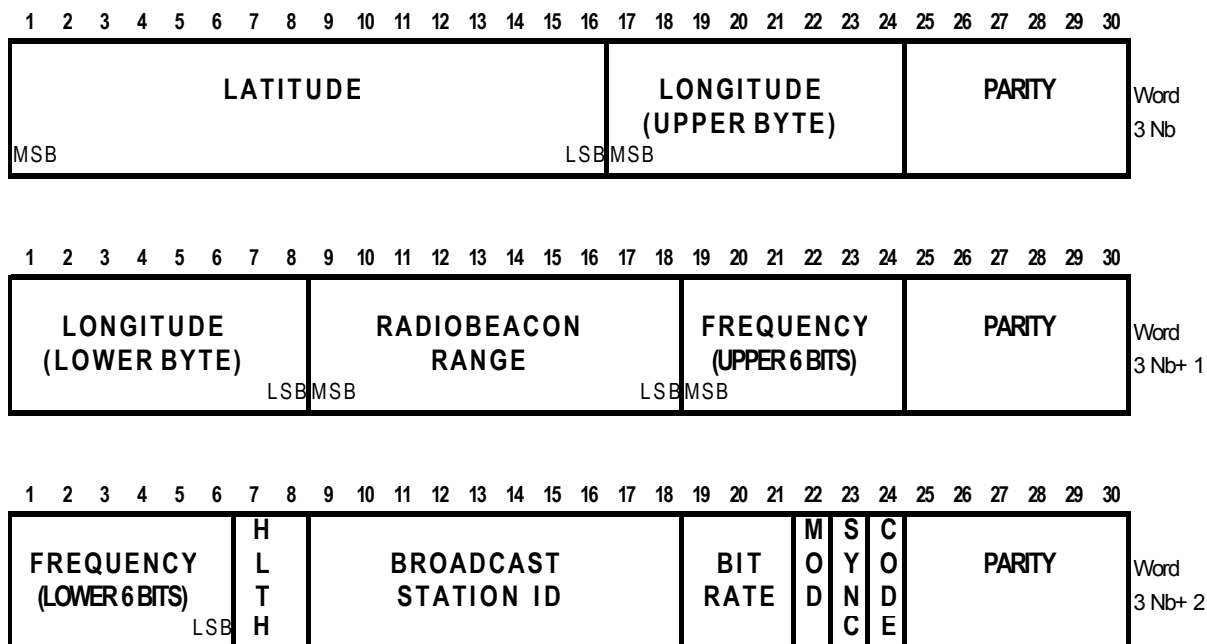 1 2 3 4 5 6 7 8 9 10 11 12 13 14 15 16 17 18 19 20 21 22 23 24 25 26 27 28 29 30
LATITUDE LONGITUDE PARITY Word
(UPPER BYTE) 3 Nb
MSB LSB MSB
1 2 3 4 5 6 7 8 9 10 11 12 13 14 15 16 17 18 19 20 21 22 23 24 25 26 27 28 29 30
LONGITUDE RADIOBEACON FREQUENCY PARITY Word
(LOWER BYTE) RANGE (UPPER 6 BITS) 3 Nb+ 1
LSB MSB LSB MSB
1 2 3 4 5 6 7 8 9 10 11 12 13 14 15 16 17 18 19 20 21 22 23 24 25 26 27 28 29 30
FREQUENCY HLTH BROADCAST BIT MOD SYNC CODE PARITY Word
(LOWER 6 BITS) STATION ID RATE 3 Nb+ 2
LSB